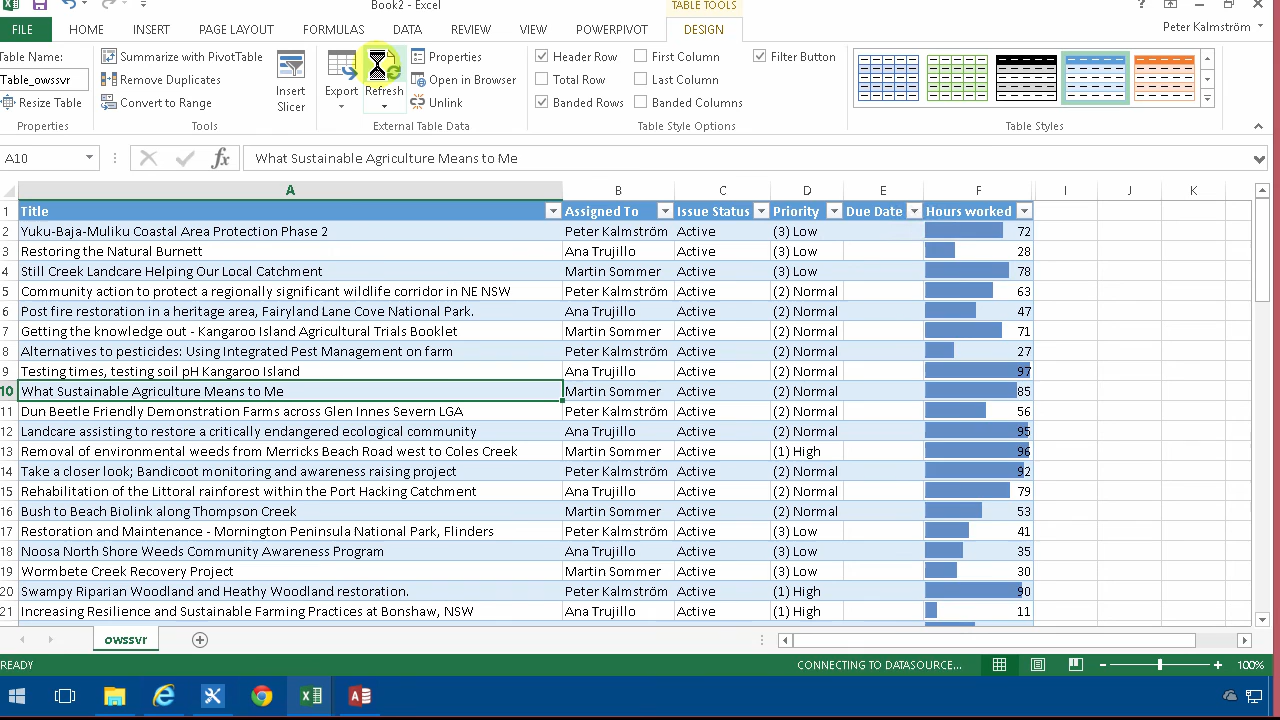 Book2 - Excel
TABLE TOOLS
?
FILE HOME INSERT PAGE LAYOUT FORMULAS DATA REVIEW VIEW POWERPIVOT DESIGN Peter Kalmström
Table Name:
Table_owssvr
Resize Table
Properties
Summarize with PivotTable
Remove Duplicates
Convert to Range
Tools
Insert
Slicer
Export
Refresh
Properties
Open in Browser
Unlink
External Table Data
Header Row First Column Filter Button
Total Row Last Column
Banded Rows Banded Columns
Table Style Options
Table Styles
A10 fx What Sustainable Agriculture Means to Me
A B C D E F I J K
1 Title Assigned To Issue Status Priority Due Date Hours worked
2 Yuku-Baja-Muliku Coastal Area Protection Phase 2 Peter Kalmström Active (3) Low 72
3 Restoring the Natural Burnett Ana Trujillo Active (3) Low 28
4 Still Creek Landcare Helping Our Local Catchment Martin Sommer Active (3) Low 78
5 Community action to protect a regionally significant wildlife corridor in NE NSW Peter Kalmström Active (2) Normal 63
6 Post fire restoration in a heritage area, Fairyland Lane Cove National Park. Ana Trujillo Active (2) Normal 47
7 Getting the knowledge out - Kangaroo Island Agricultural Trials Booklet Martin Sommer Active (2) Normal 71
8 Alternatives to pesticides: Using Integrated Pest Management on farm Peter Kalmström Active (2) Normal 27
9 Testing times, testing soil pH Kangaroo Island Ana Trujillo Active (2) Normal 97
10 What Sustainable Agriculture Means to Me Martin Sommer Active (2) Normal 85
11 Dun Beetle Friendly Demonstration Farms across Glen Innes Severn LGA Peter Kalmström Active (2) Normal 56
12 Landcare assisting to restore a critically endangered ecological community Ana Trujillo Active (2) Normal 95
13 Removal of environmental weeds from Merricks Beach Road west to Coles Creek Martin Sommer Active (1) High 96
14 Take a closer look; Bandicoot monitoring and awareness raising project Peter Kalmström Active (2) Normal 92
15 Rehabilitation of the Littoral rainforest within the Port Hacking Catchment Ana Trujillo Active (2) Normal 79
16 Bush to Beach Biolink along Thompson Creek Martin Sommer Active (2) Normal 53
17 Restoration and Maintenance - Mornington Peninsula National Park, Flinders Peter Kalmström Active (3) Low 41
18 Noosa North Shore Weeds Community Awareness Program Ana Trujillo Active (3) Low 35
19 Wormbete Creek Recovery Project Martin Sommer Active (3) Low 30
20 Swampy Riparian Woodland and Heathy Woodland restoration. Peter Kalmström Active (1) High 90
21 Increasing Resilience and Sustainable Farming Practices at Bonshaw, NSW Ana Trujillo Active (1) High 11
owssvr
READY CONNECTING TO DATASOURCE... 100%